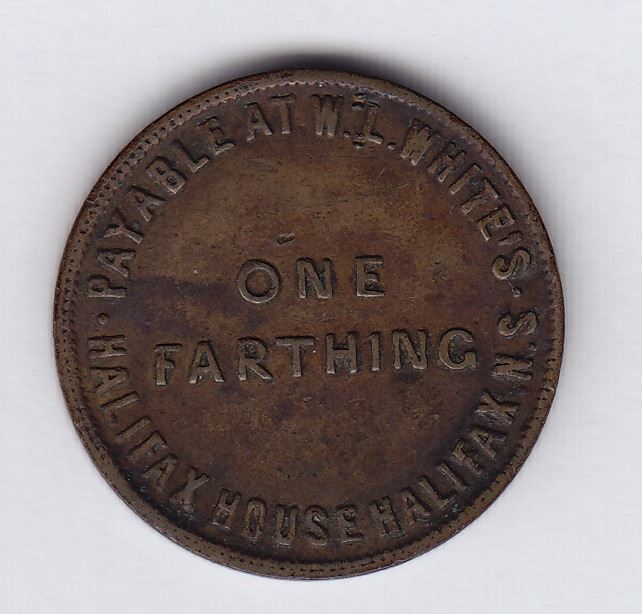 PAYABLE AT W.L. WHITE'S.
ONE
FARTHING
HALIFAX HOUSE HALIFAX N.S